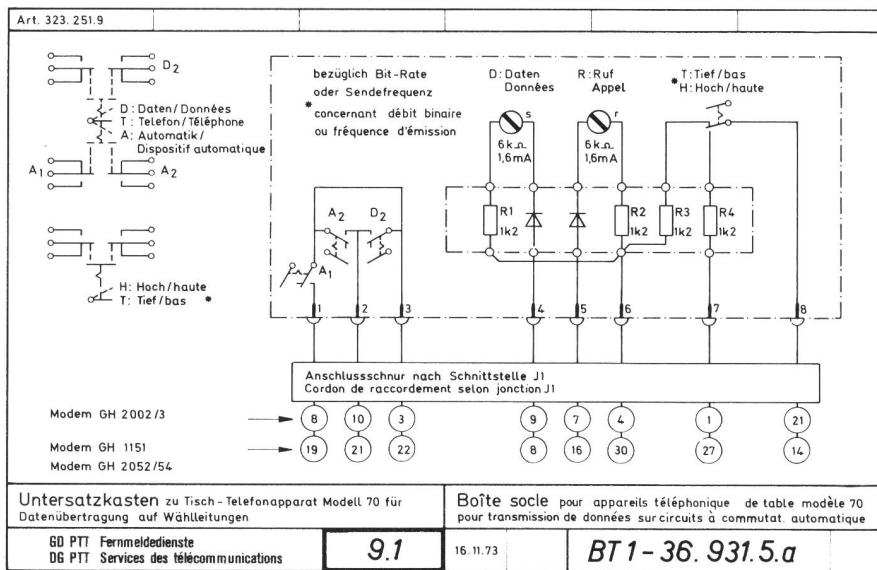 Art. 323.251.9
D2
D: Daten/Données
T: Telefon/Téléphone
A: Automatik/
Dispositif automatique
A1
A2
H: Hoch/haute
T: Tief/bas *
bezüglich Bit-Rate
oder Sendefrequenz
* concernant débit binaire
ou fréquence d'émission
D: Daten
Données
R: Ruf
Appel
* T: Tief/bas
H: Hoch/haute
s
r
6kΩ
1,6mA
6kΩ
1,6mA
R1
1k2
R2
1k2
R3
1k2
R4
1k2
A2
D2
A1
1 2 3 4 5 6 7 8
Anschlussschnur nach Schnittstelle J1
Cordon de raccordement selon jonction J1
Modem GH 2002/3 8 10 3 9 7 4 1 21
Modem GH 1151 19 21 22 8 16 30 27 14
Modem GH 2052/54
Untersatzkasten zu Tisch-Telefonapparat Modell 70 für
Datenübertragung auf Wählleitungen
Boîte socle pour appareils téléphonique de table modèle 70
pour transmission de données sur circuits à commutat. automatique
GD PTT Fernmeldedienste
DG PTT Services des télécommunications
9.1
16.11.73
BT 1-36.931.5.a